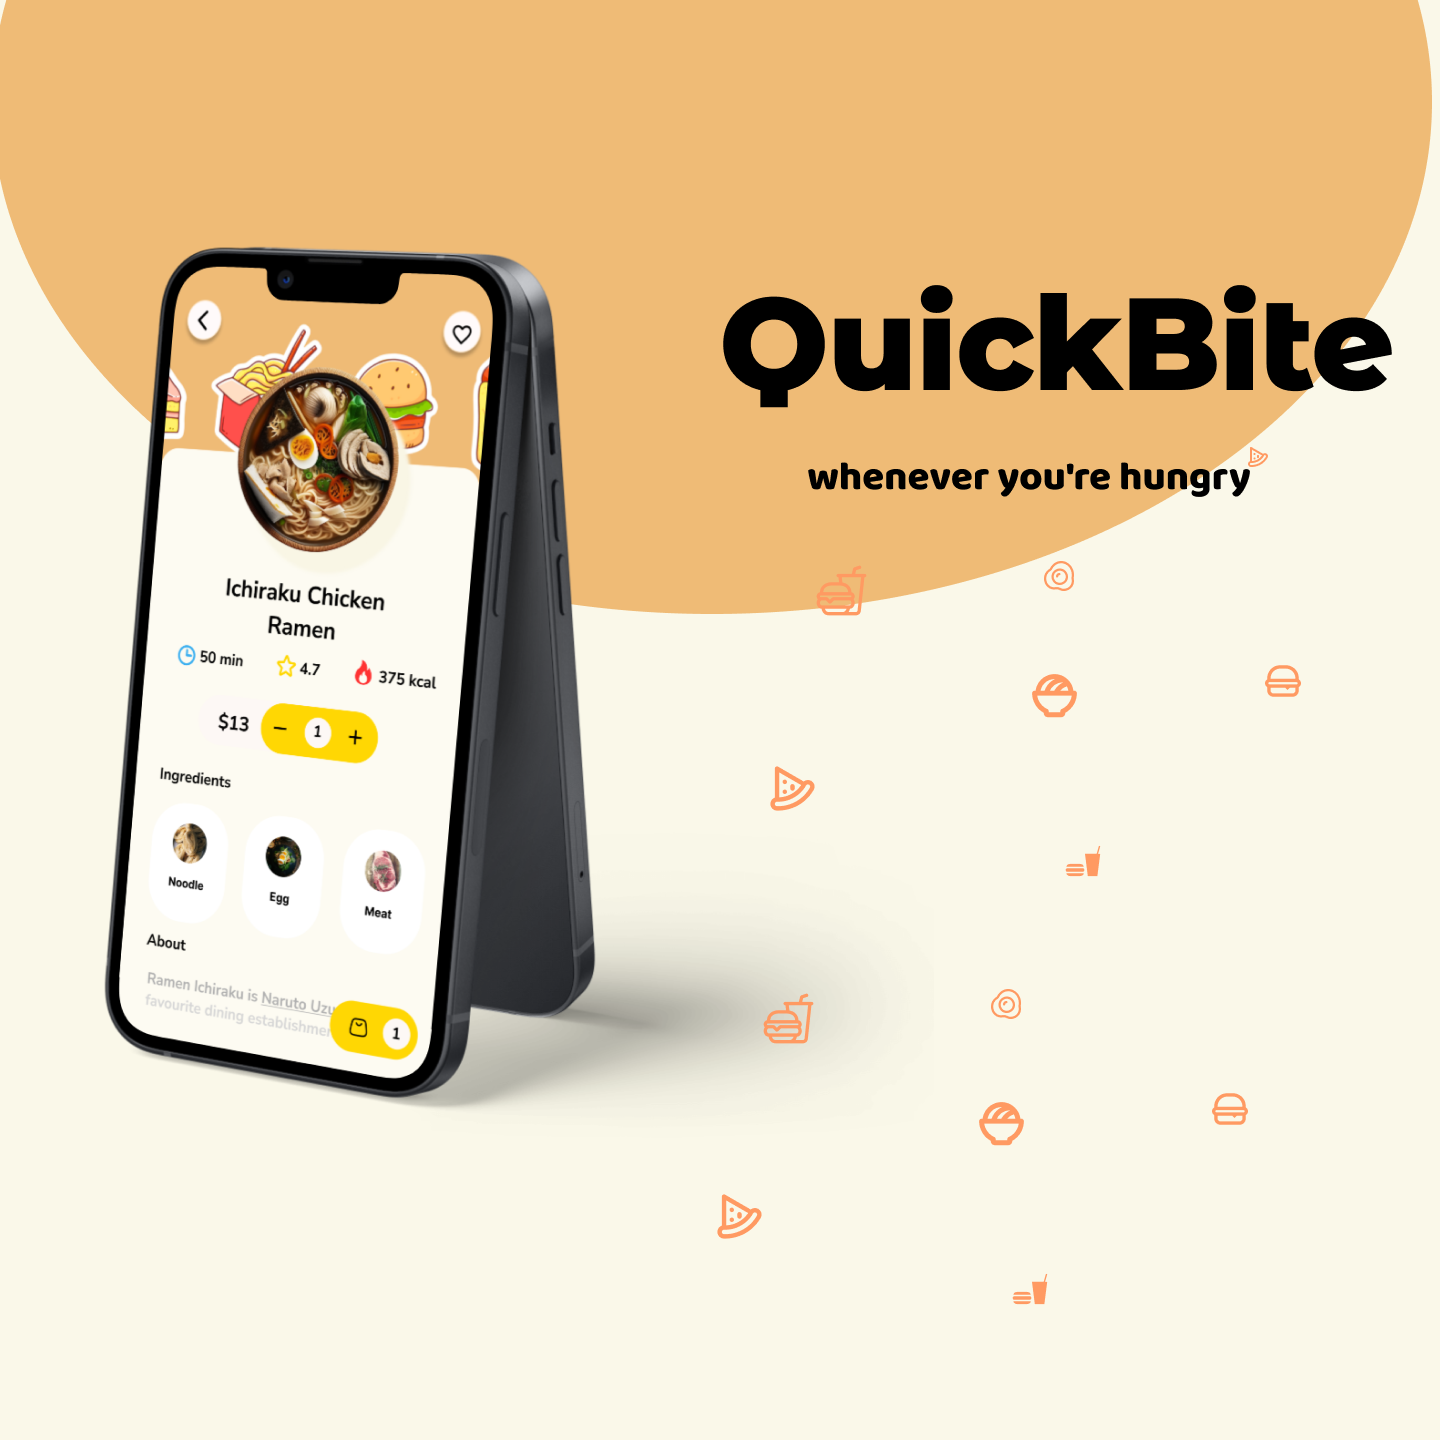 QuickBite
whenever you're hungry
Ichiraku Chicken
Ramen
50 min 4.7 375 kcal
$13 − 1 +
Ingredients
Noodle Egg Meat
About
Ramen Ichiraku is Naruto Uzu
favourite dining establishmen
1